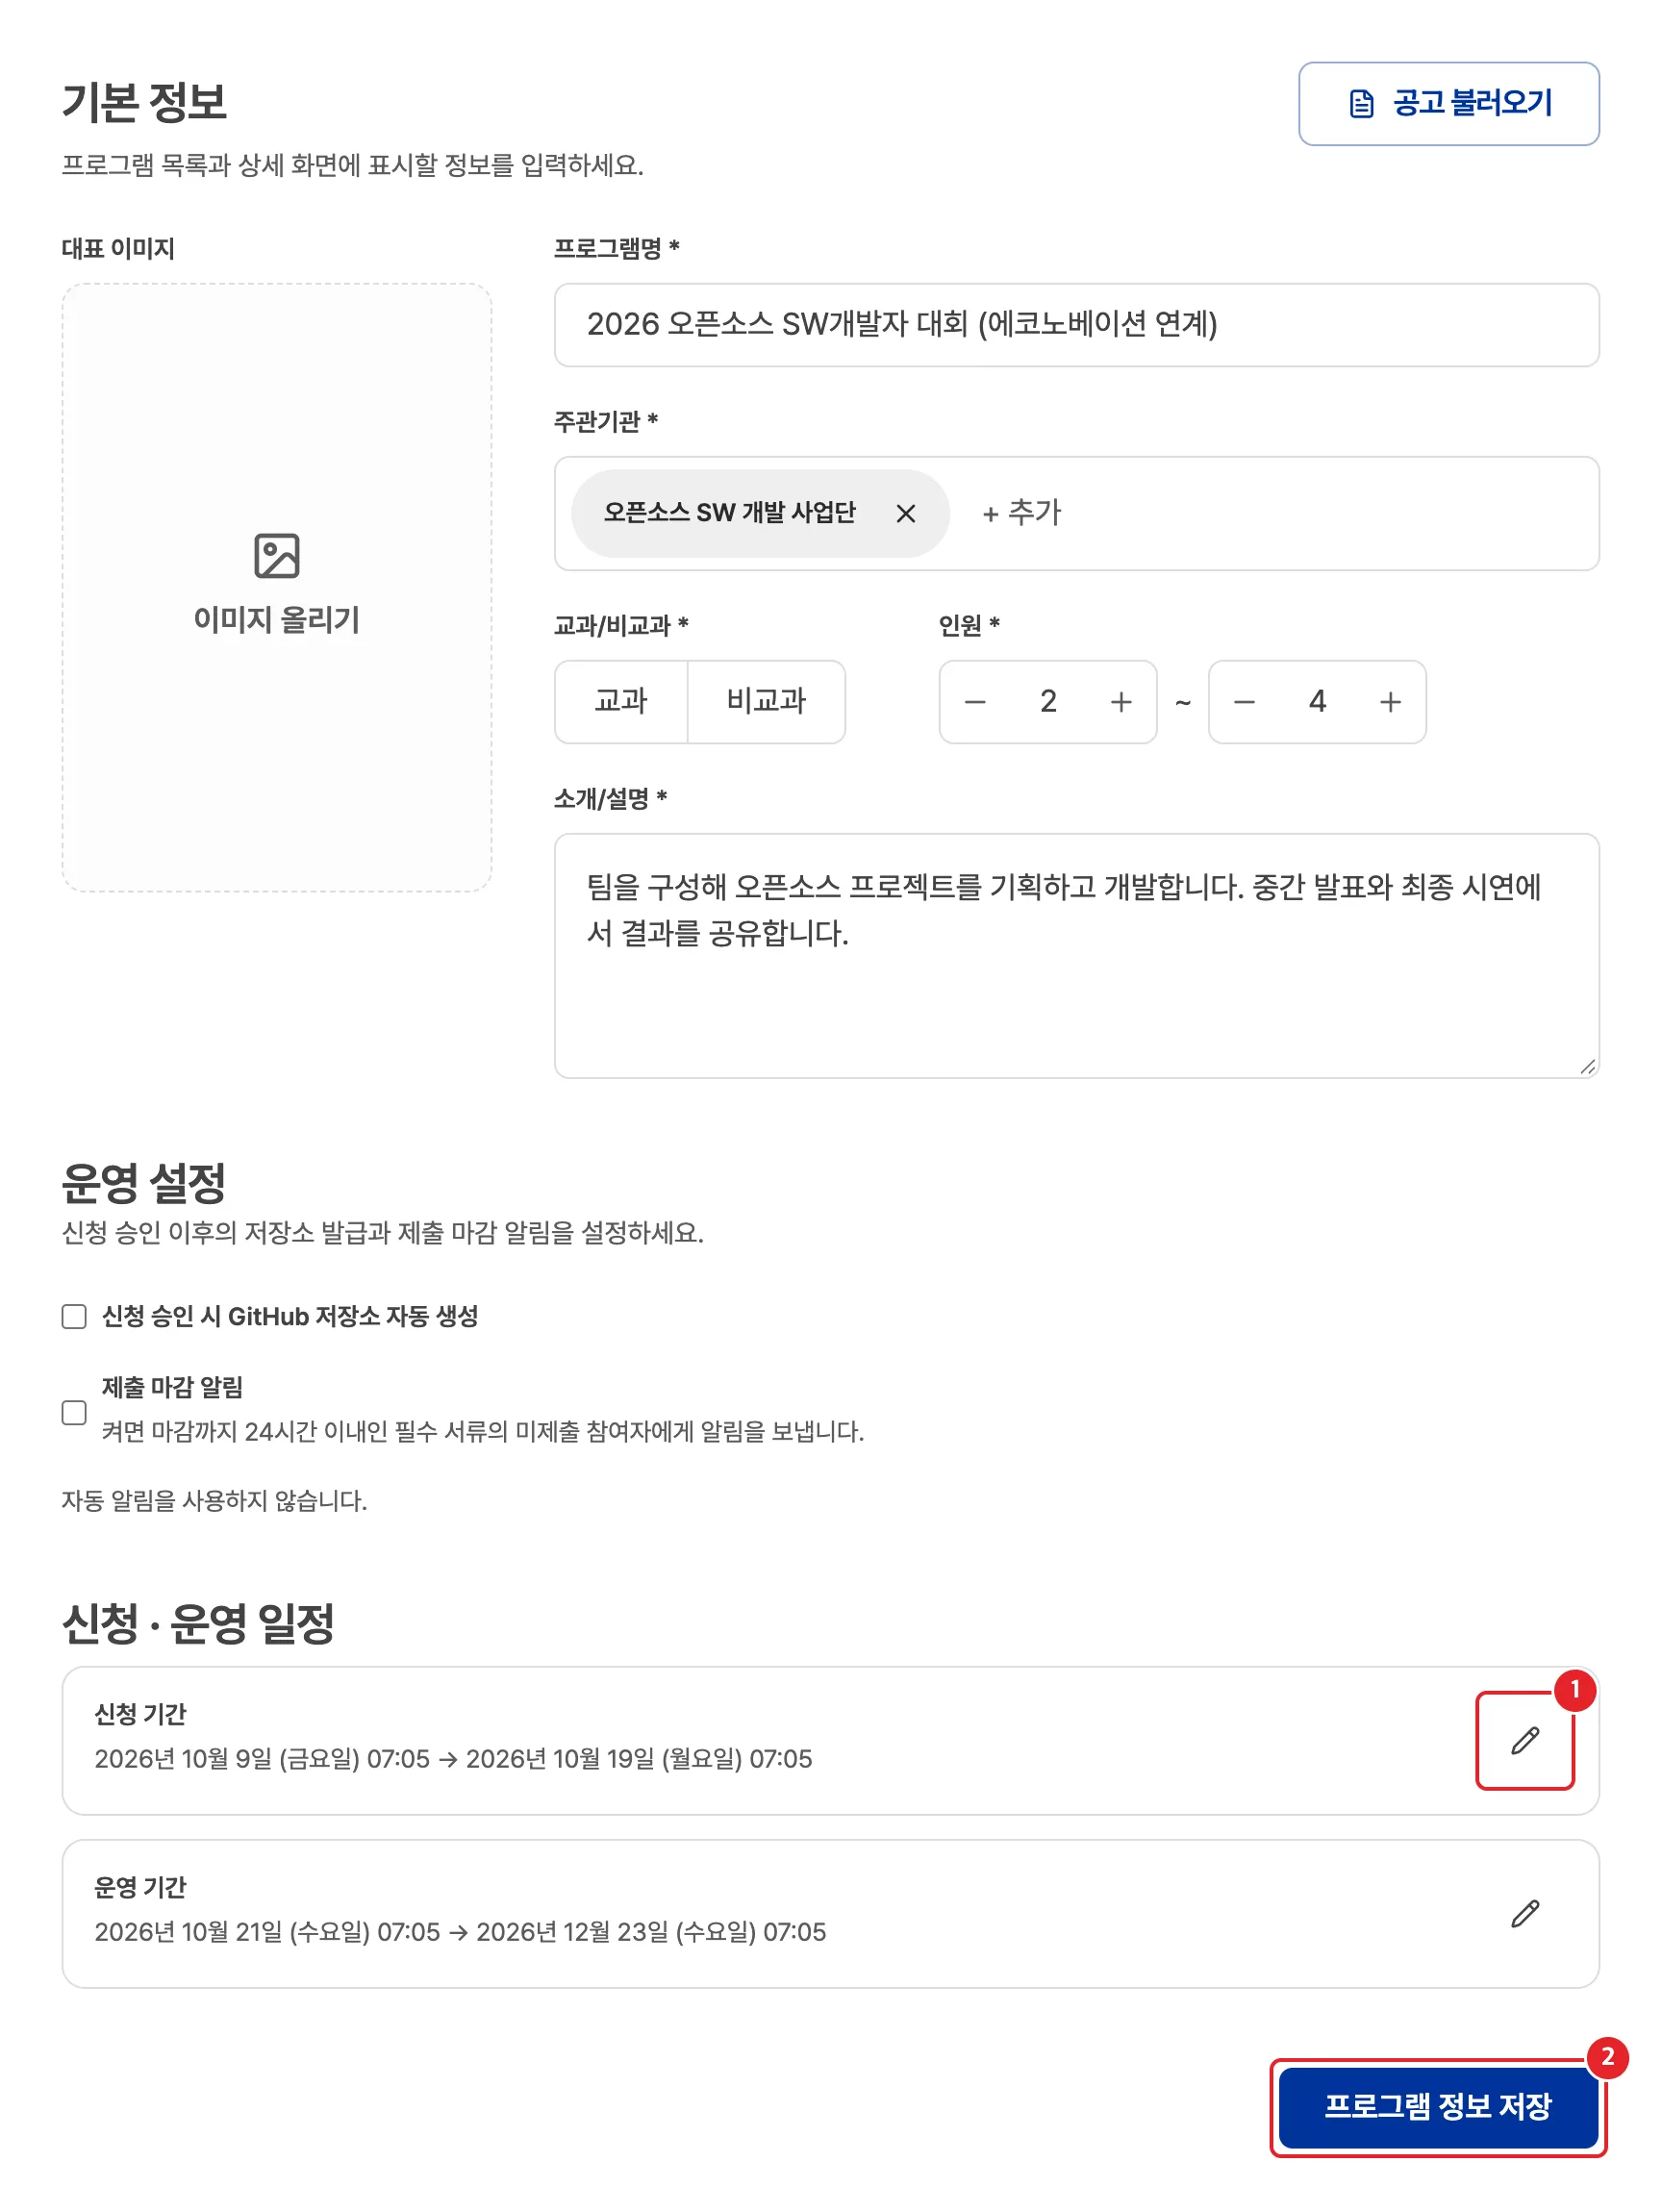 기본 정보
공고 불러오기
프로그램 목록과 상세 화면에 표시할 정보를 입력하세요.
대표 이미지
이미지 올리기
프로그램명 *
2026 오픈소스 SW개발자 대회 (에코노베이션 연계)
주관기관 *
오픈소스 SW 개발 사업단 × + 추가
교과/비교과 *
인원 *
교과 비교과
− 2 + ~ − 4 +
소개/설명 *
팀을 구성해 오픈소스 프로젝트를 기획하고 개발합니다. 중간 발표와 최종 시연에
서 결과를 공유합니다.
운영 설정
신청 승인 이후의 저장소 발급과 제출 마감 알림을 설정하세요.
신청 승인 시 GitHub 저장소 자동 생성
제출 마감 알림
켜면 마감까지 24시간 이내인 필수 서류의 미제출 참여자에게 알림을 보냅니다.
자동 알림을 사용하지 않습니다.
신청 · 운영 일정
신청 기간
2026년 10월 9일 (금요일) 07:05 → 2026년 10월 19일 (월요일) 07:05
1
운영 기간
2026년 10월 21일 (수요일) 07:05 → 2026년 12월 23일 (수요일) 07:05
2
프로그램 정보 저장